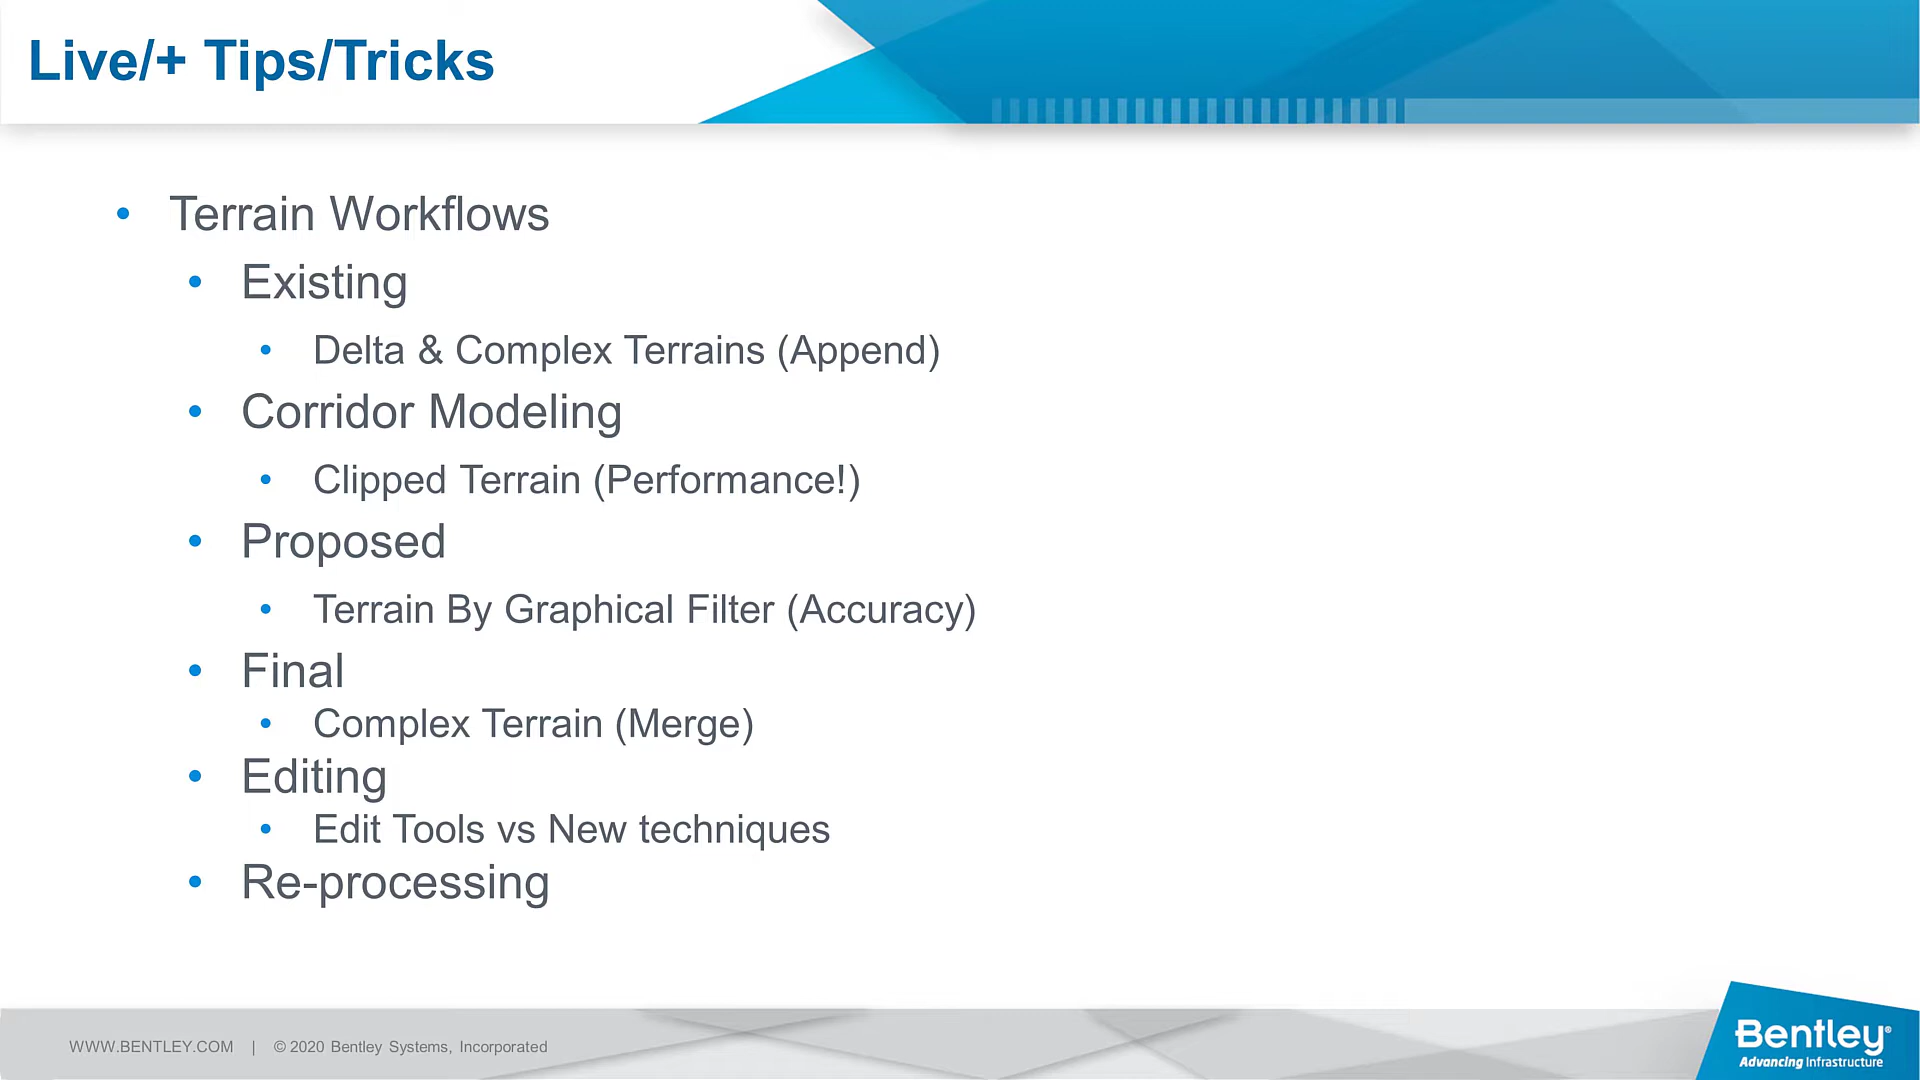 Live/+ Tips/Tricks
• Terrain Workflows
• Existing
• Delta & Complex Terrains (Append)
• Corridor Modeling
• Clipped Terrain (Performance!)
• Proposed
• Terrain By Graphical Filter (Accuracy)
• Final
• Complex Terrain (Merge)
• Editing
• Edit Tools vs New techniques
• Re-processing
WWW.BENTLEY.COM | © 2020 Bentley Systems, Incorporated
Bentley®
Advancing Infrastructure